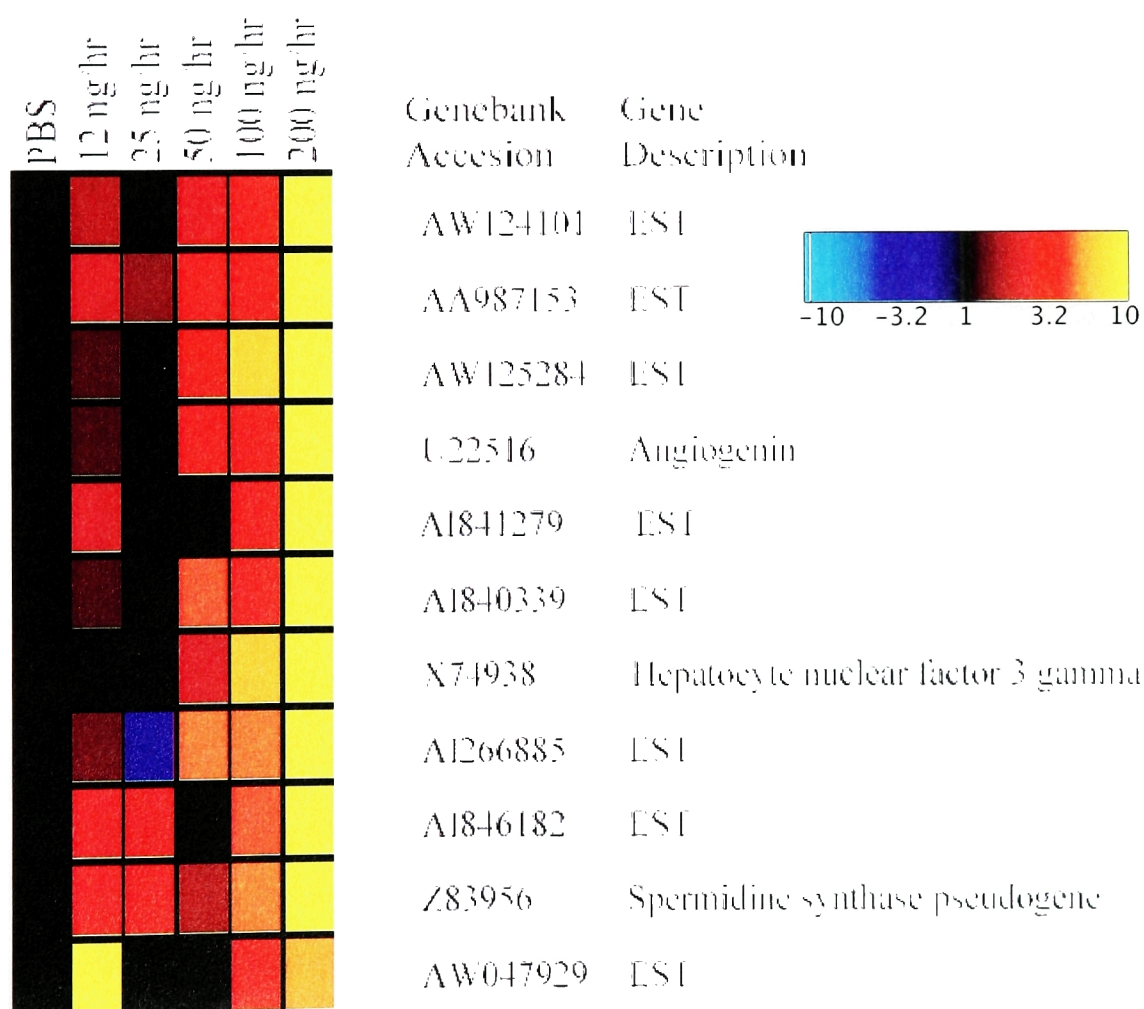 PBS
12 ng/hr
25 ng/hr
50 ng/hr
100 ng/hr
200 ng/hr
Genebank Gene
Accesion Description
AW124101 EST
AA987153 EST
AW125284 EST
U22516 Angiogenin
AI841279 EST
AI840339 EST
X74938 Hepatocyte nuclear factor 3 gamma
AI266885 EST
AI846182 EST
Z83956 Spermidine synthase pseudogene
AW047929 EST
-10 -3.2 1 3.2 10